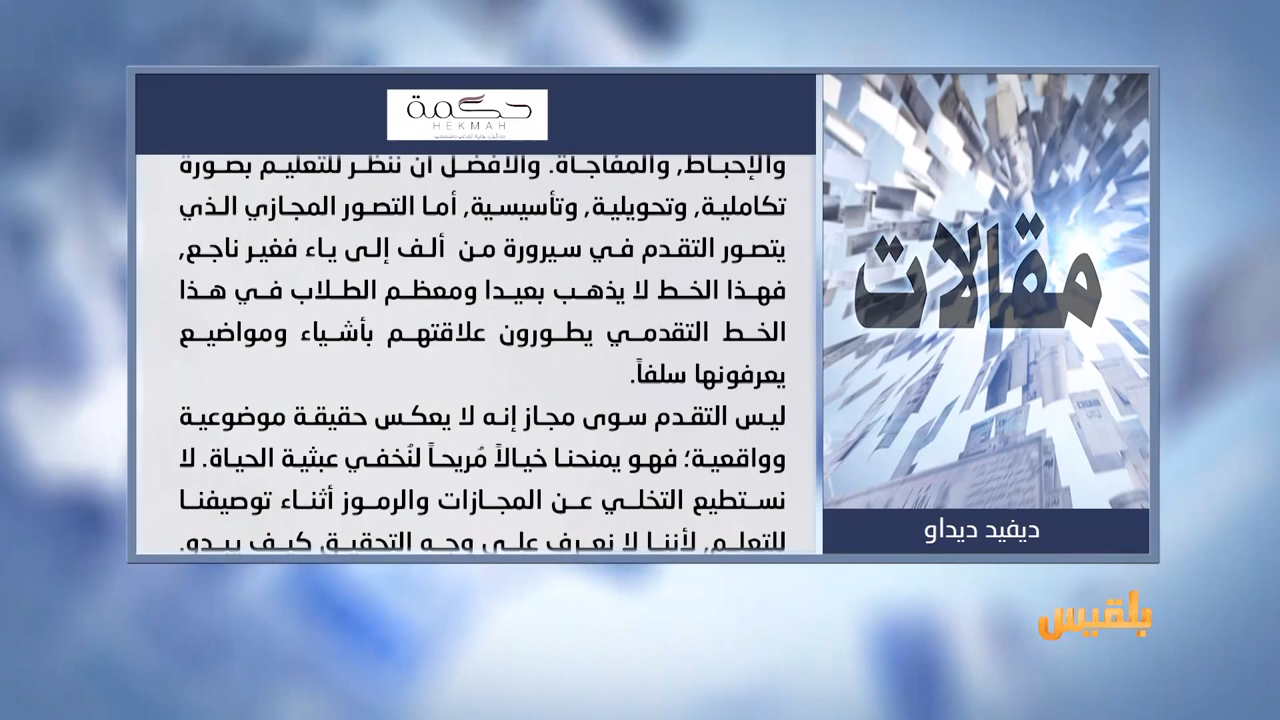 حكمة
HEKMAH
والإحباط, والمفاجأة. والأفضل أن ننظر للتعليم بصورة
تكاملية, وتحويلية, وتأسيسية, أما التصور المجازي الذي
يتصور التقدم في سيرورة من ألف إلى ياء فغير ناجع,
فهذا الخط لا يذهب بعيدا ومعظم الطلاب في هذا
الخط التقدمي يطورون علاقتهم بأشياء ومواضيع
يعرفونها سلفاً.
ليس التقدم سوى مجاز إنه لا يعكس حقيقة موضوعية
وواقعية؛ فهو يمنحنا خيالاً مُريحاً لنُخفي عبثية الحياة. لا
نستطيع التخلي عن المجازات والرموز أثناء توصيفنا
للتعلم, لأننا لا نعرف على وجه التحقيق كيف يبدو.
مقالات
ديفيد ديداو
بلقيس